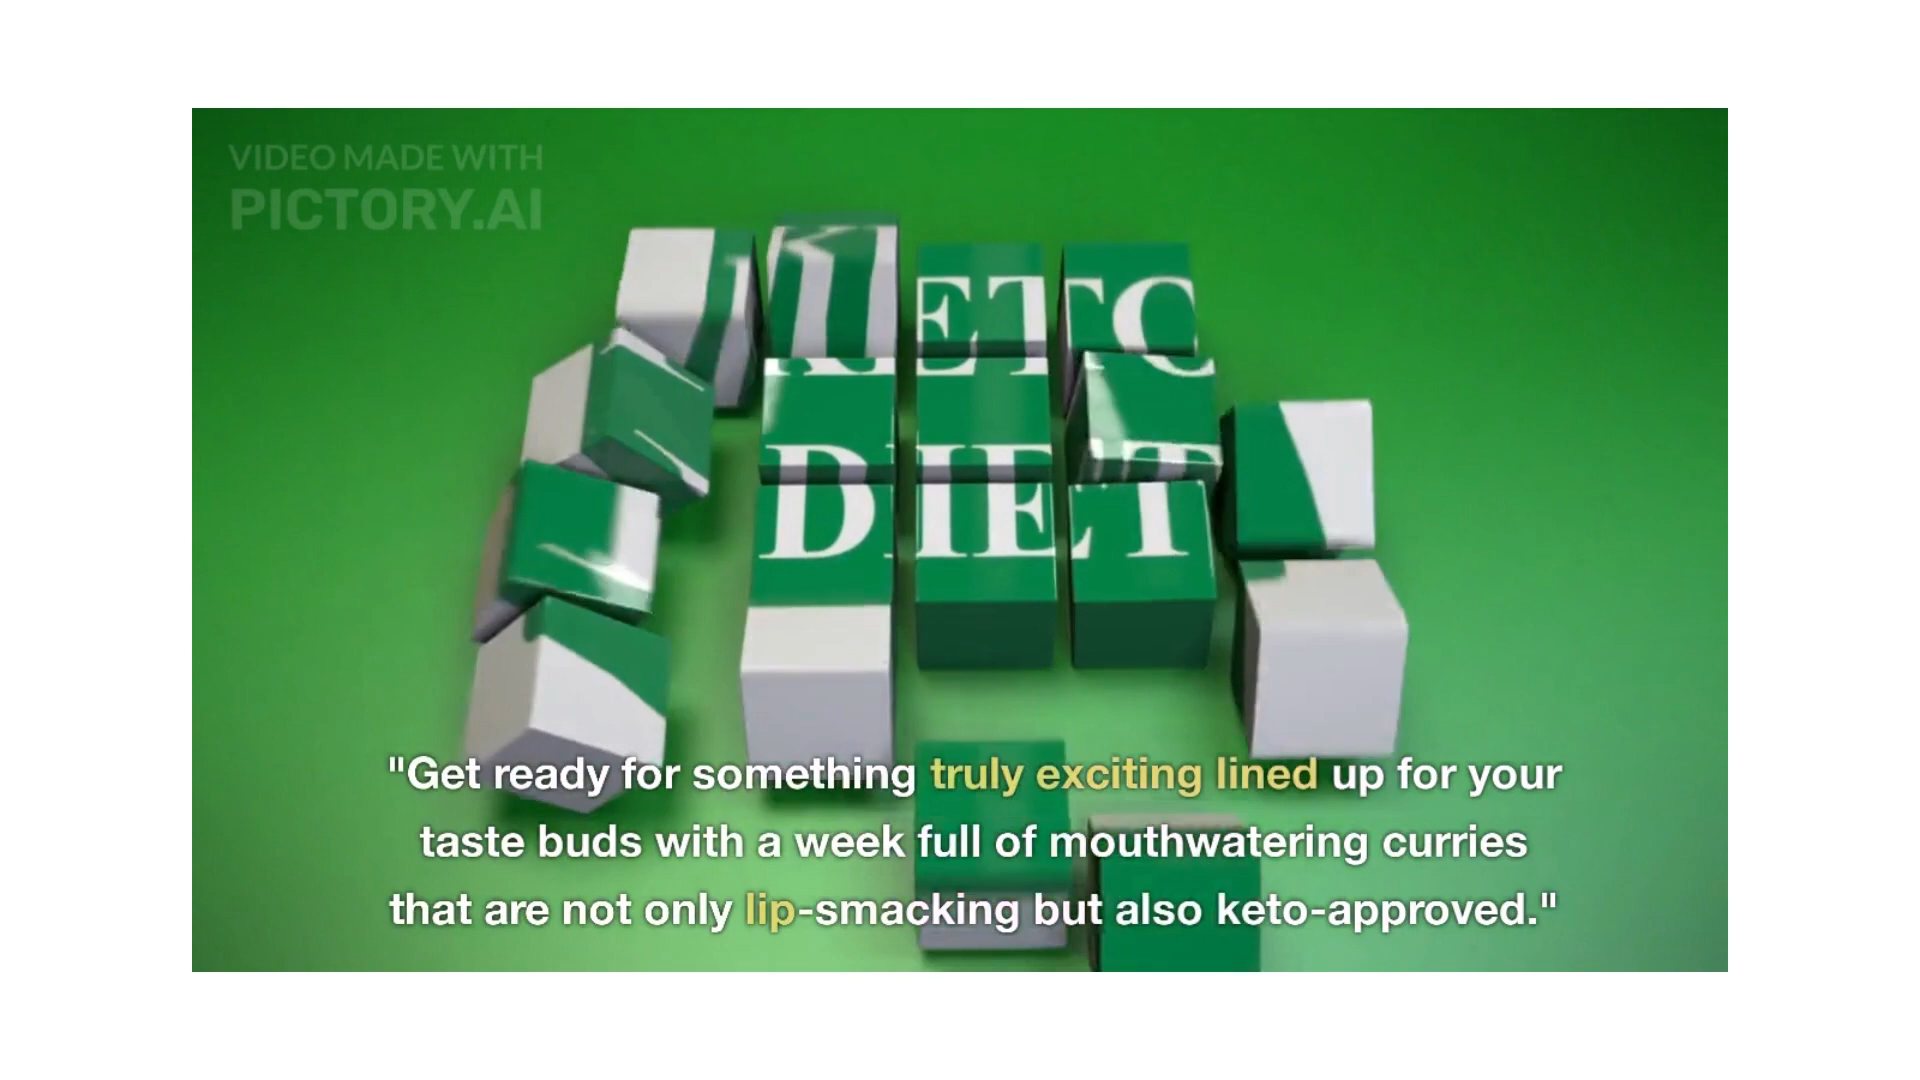 VIDEO MADE WITH
PICTORY.AI
KETO
DIET
"Get ready for something truly exciting lined up for your
taste buds with a week full of mouthwatering curries
that are not only lip-smacking but also keto-approved."